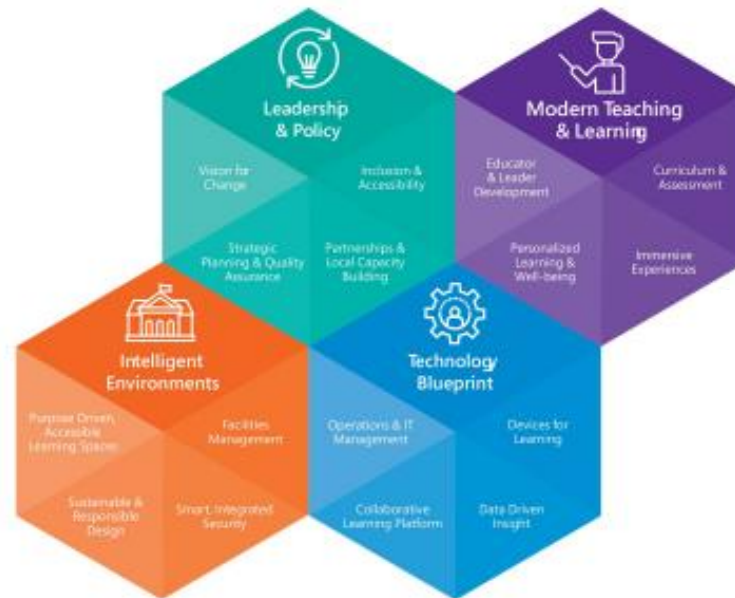 Leadership
& Policy
Vision for
Change
Inclusion &
Accessibility
Strategic
Planning & Quality
Assurance
Partnerships &
Local Capacity
Building
Modern Teaching
& Learning
Educator
& Leader
Development
Curriculum &
Assessment
Personalized
Learning &
Well-being
Immersive
Experiences
Intelligent
Environments
Purpose Driven,
Accessible
Learning Spaces
Facilities
Management
Sustainable &
Responsible
Design
Smart, Integrated
Security
Technology
Blueprint
Operations & IT
Management
Devices for
Learning
Collaborative
Learning Platform
Data Driven
Insight